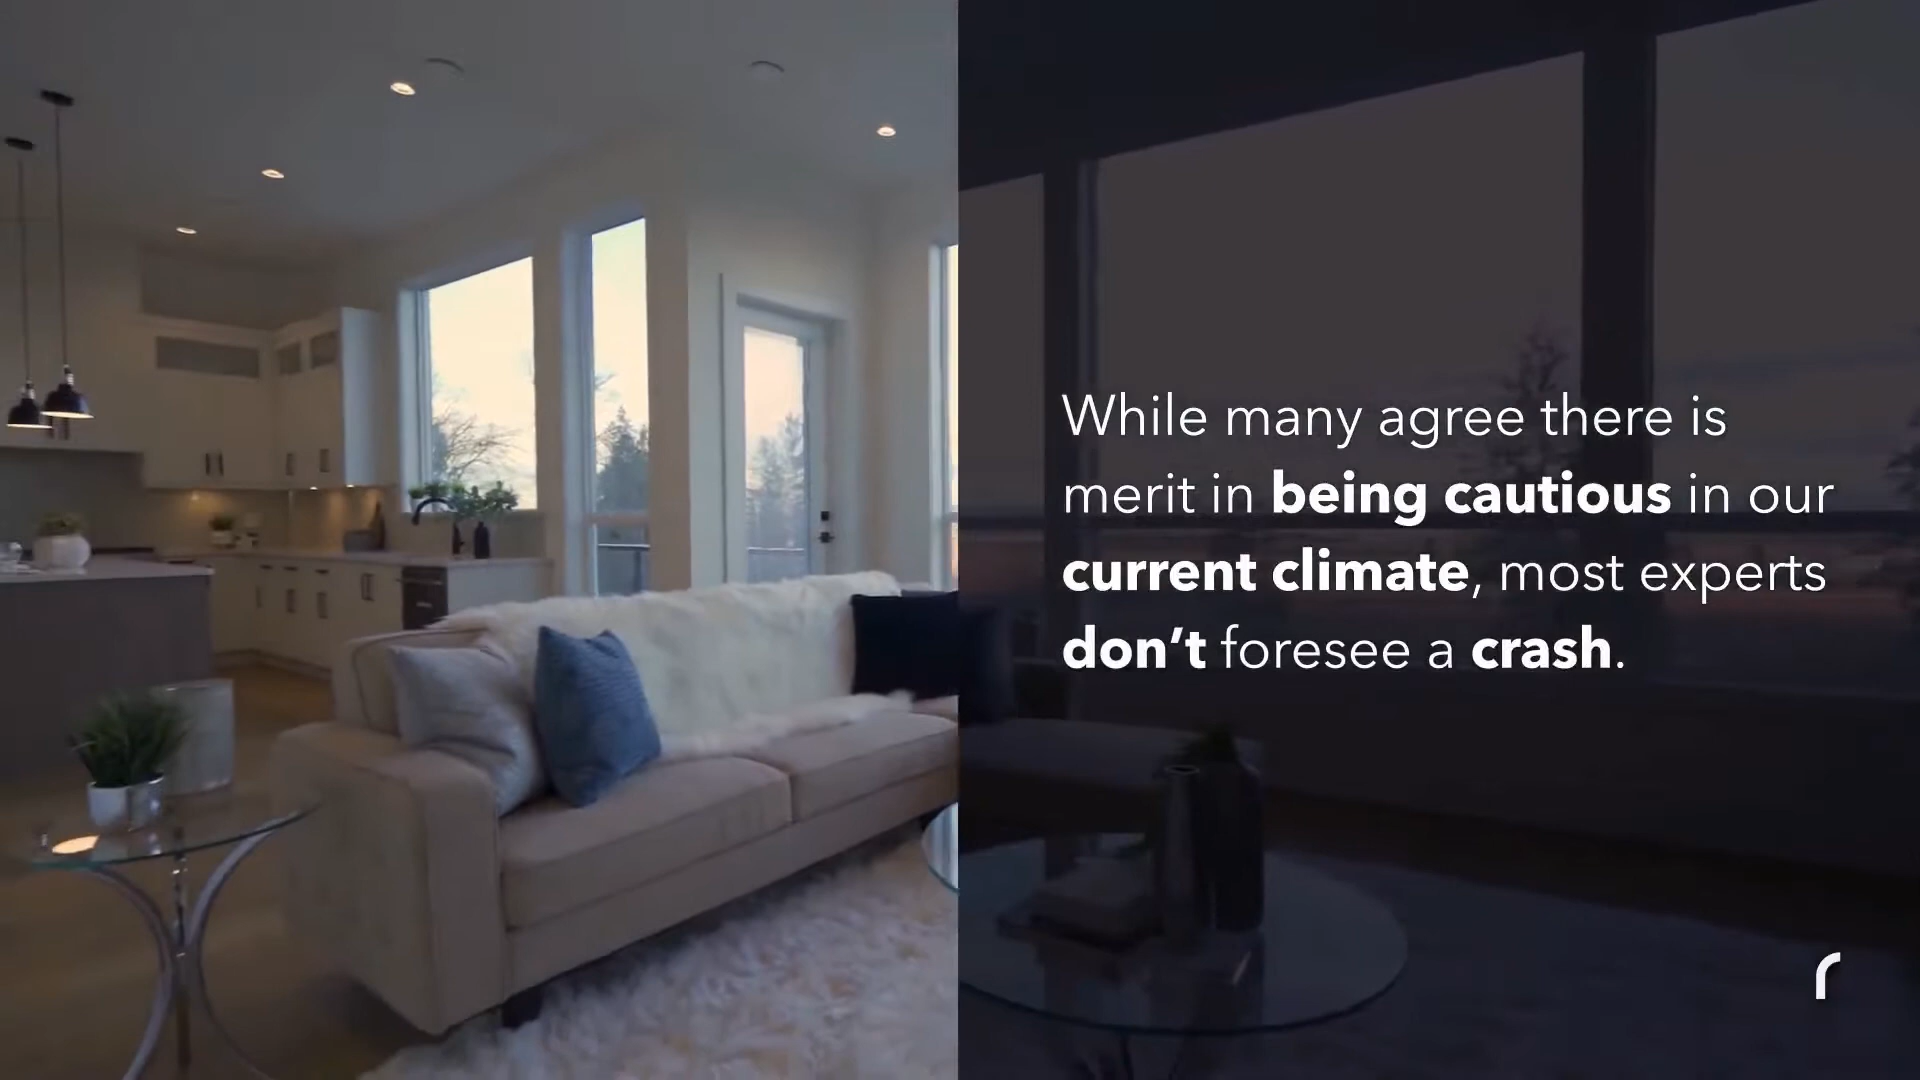 While many agree there is
merit in being cautious in our
current climate, most experts
don’t foresee a crash.
r